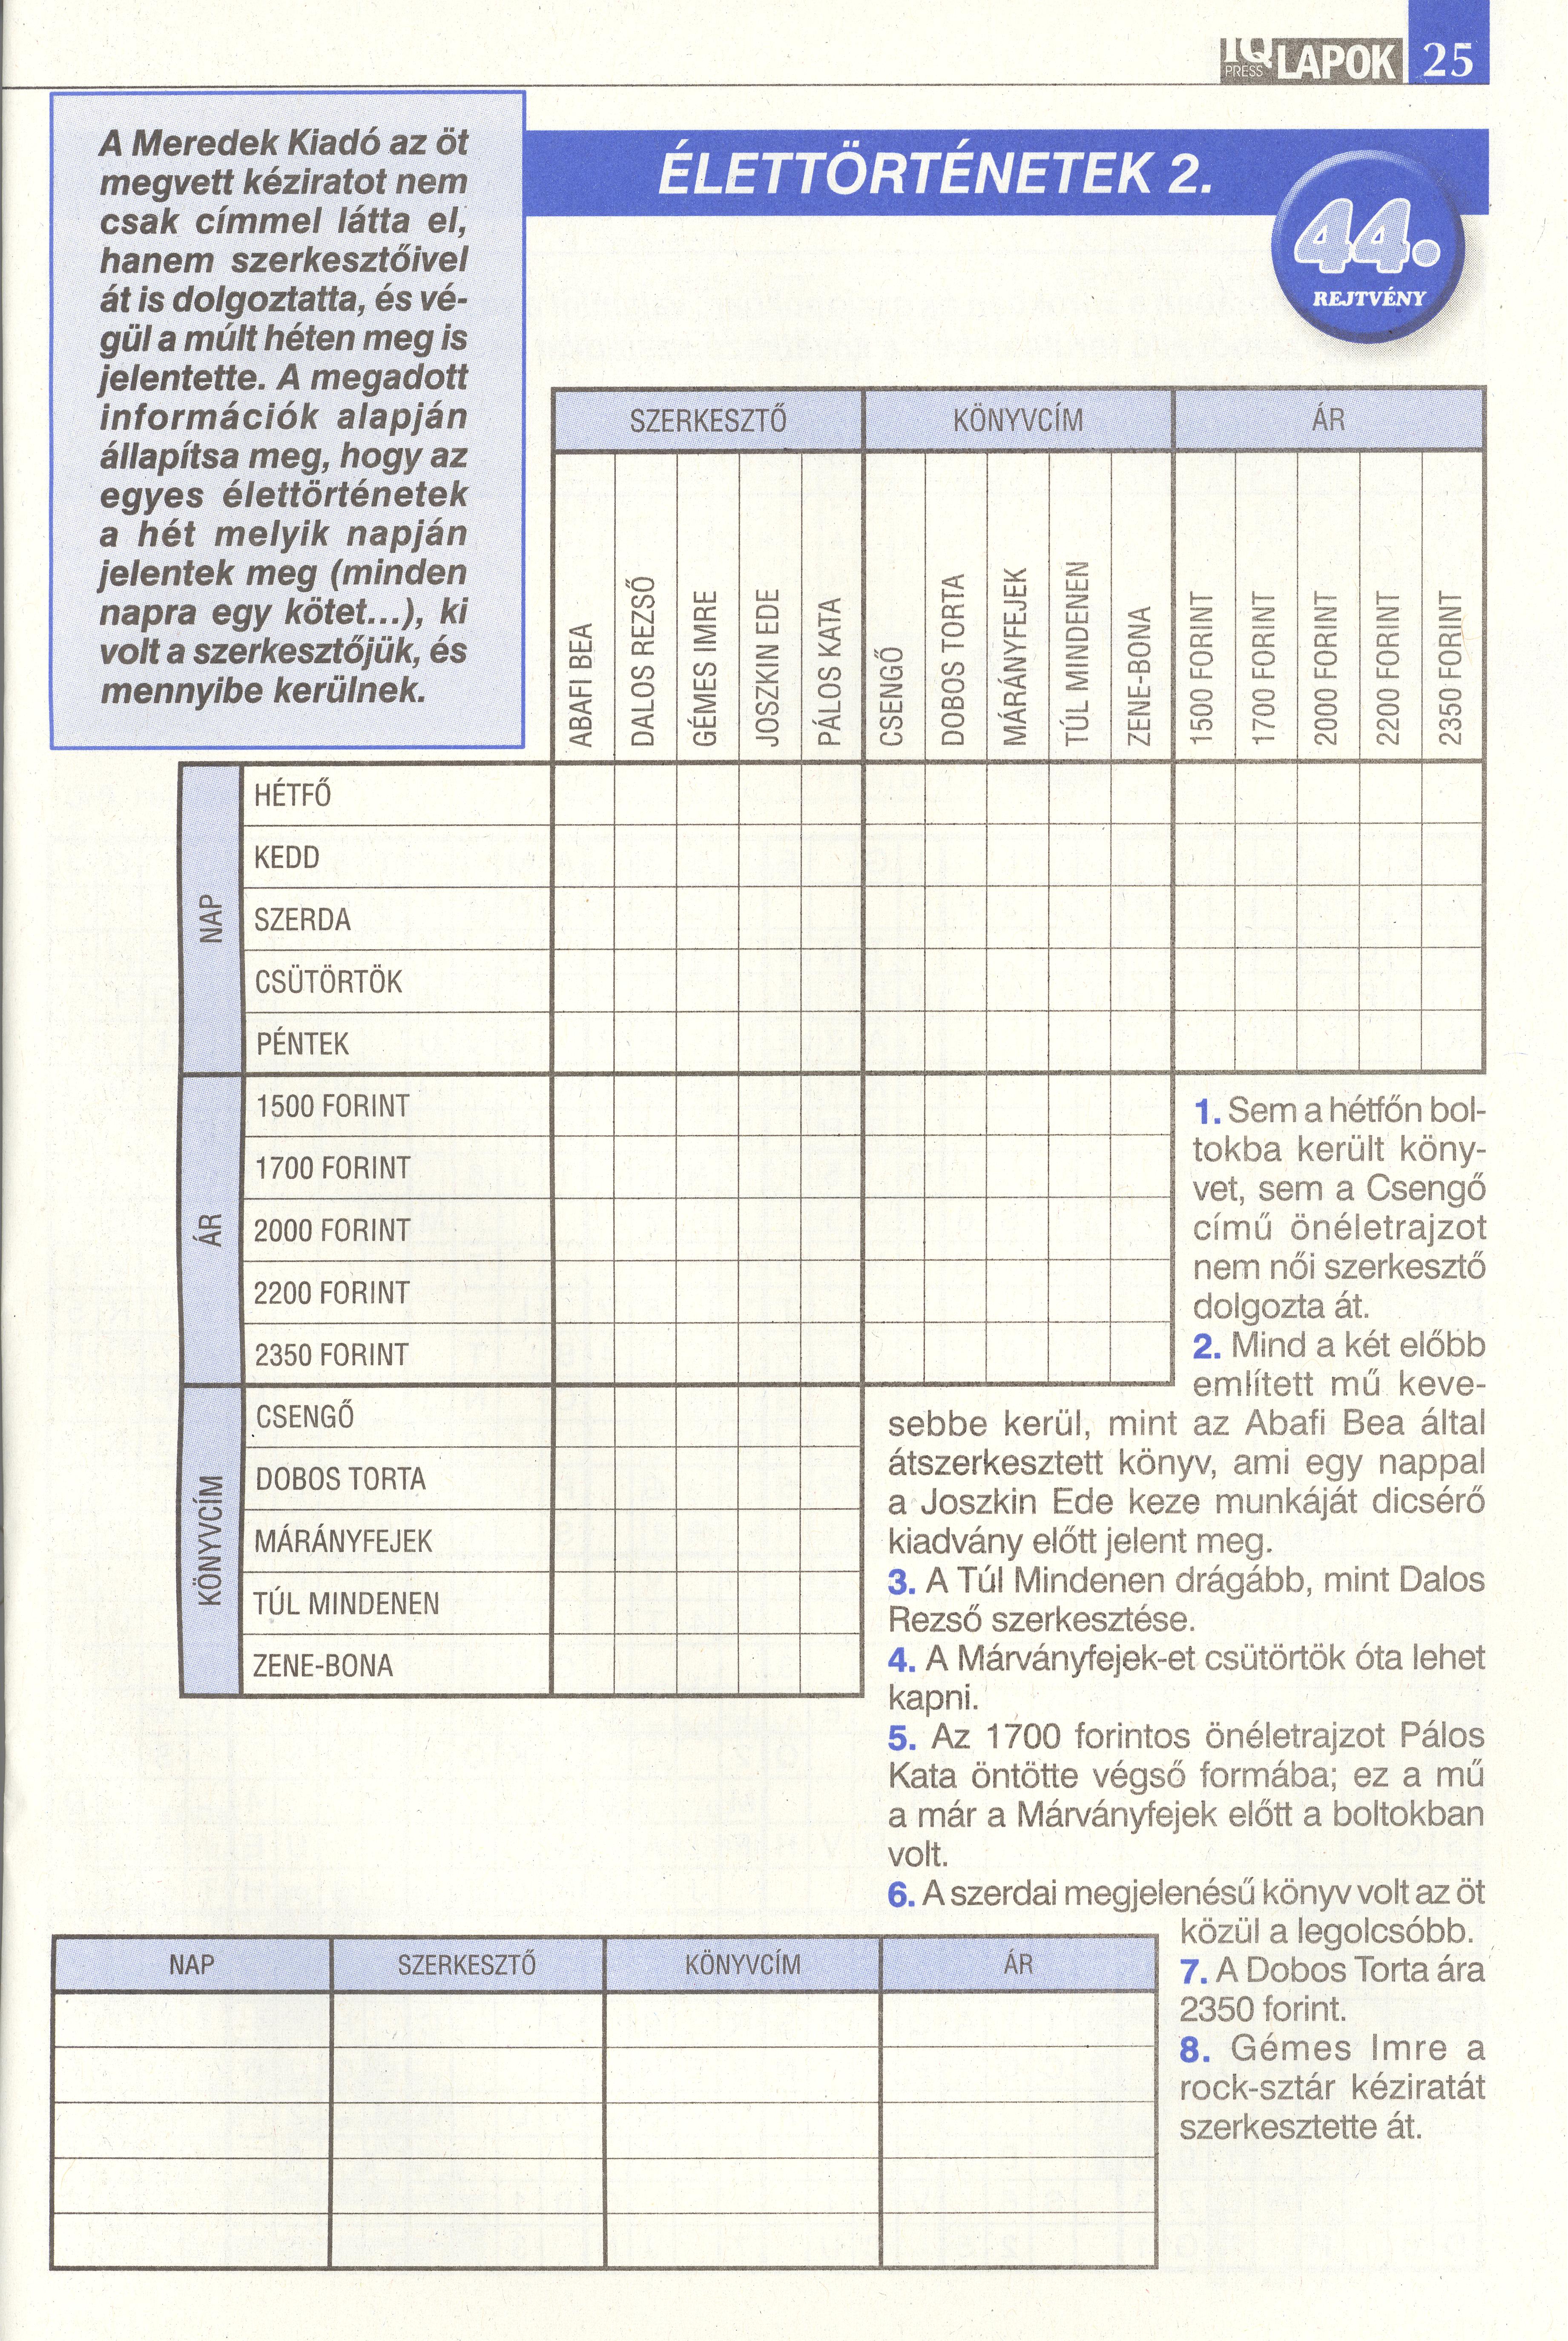 IQ PRESS LAPOK 25
A Meredek Kiadó az öt
megvett kéziratot nem
csak címmel látta el,
hanem szerkesztőivel
át is dolgoztatta, és vé-
gül a múlt héten meg is
jelentette. A megadott
információk alapján
állapítsa meg, hogy az
egyes élettörténetek
a hét melyik napján
jelentek meg (minden
napra egy kötet...), ki
volt a szerkesztőjük, és
mennyibe kerülnek.
ÉLETTÖRTÉNETEK 2.
44.
REJTVÉNY
SZERKESZTŐ KÖNYVCÍM ÁR
ABAFI BEA
DALOS REZSŐ
GÉMES IMRE
JOSZKIN EDE
PÁLOS KATA
CSENGŐ
DOBOS TORTA
MÁRÁNYFEJEK
TÚL MINDENEN
ZENE-BONA
1500 FORINT
1700 FORINT
2000 FORINT
2200 FORINT
2350 FORINT
NAP
HÉTFŐ
KEDD
SZERDA
CSÜTÖRTÖK
PÉNTEK
ÁR
1500 FORINT
1700 FORINT
2000 FORINT
2200 FORINT
2350 FORINT
KÖNYVCÍM
CSENGŐ
DOBOS TORTA
MÁRÁNYFEJEK
TÚL MINDENEN
ZENE-BONA
1. Sem a hétfőn bol-
tokba került köny-
vet, sem a Csengő
című önéletrajzot
nem női szerkesztő
dolgozta át.
2. Mind a két előbb
említett mű keve-
sebbe kerül, mint az Abafi Bea által
átszerkesztett könyv, ami egy nappal
a Joszkin Ede keze munkáját dicsérő
kiadvány előtt jelent meg.
3. A Túl Mindenen drágább, mint Dalos
Rezső szerkesztése.
4. A Márványfejek-et csütörtök óta lehet
kapni.
5. Az 1700 forintos önéletrajzot Pálos
Kata öntötte végső formába; ez a mű
a már a Márványfejek előtt a boltokban
volt.
6. A szerdai megjelenésű könyv volt az öt
közül a legolcsóbb.
7. A Dobos Torta ára
2350 forint.
8. Gémes Imre a
rock-sztár kéziratát
szerkesztette át.
NAP SZERKESZTŐ KÖNYVCÍM ÁR